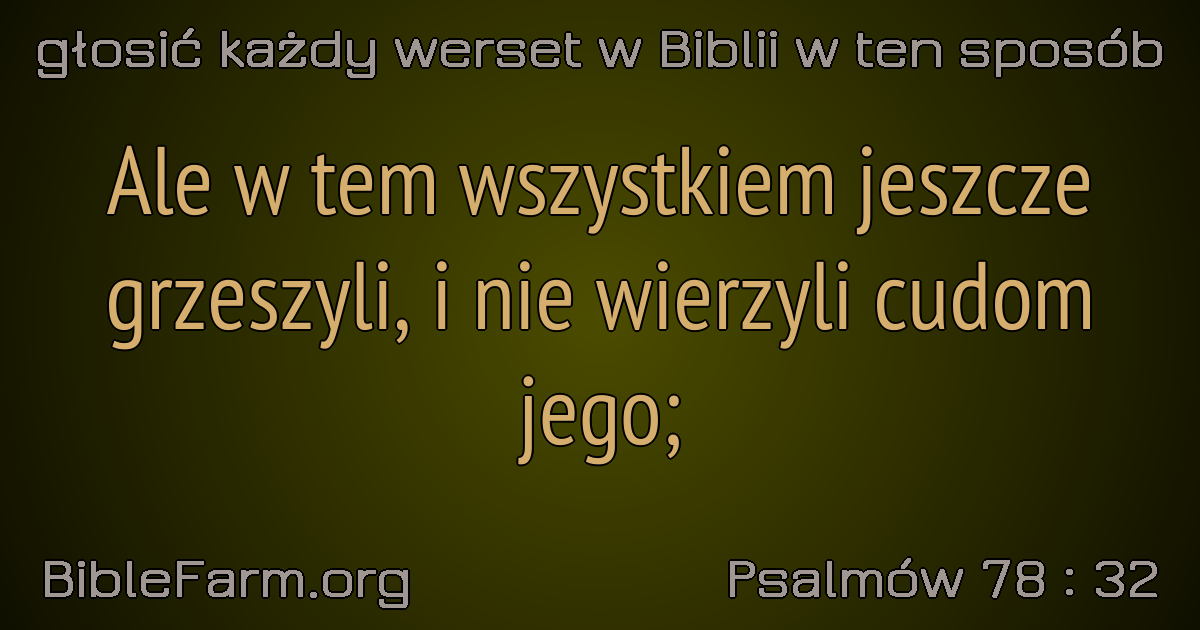 głosić każdy werset w Biblii w ten sposób
Ale w tem wszystkiem jeszcze
grzeszyli, i nie wierzyli cudom
jego;
BibleFarm.org
Psalmów 78 : 32